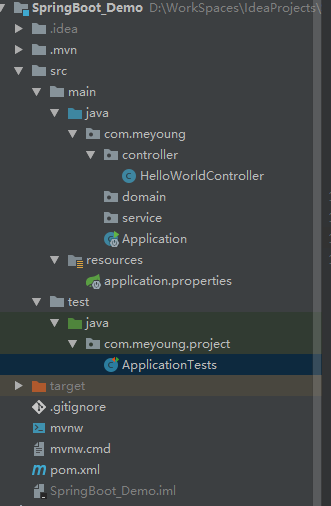 SpringBoot_Demo D:\WorkSpaces\IdeaProjects\
.idea
.mvn
src
main
java
com.meyoung
controller
HelloWorldController
domain
service
Application
resources
application.properties
test
java
com.meyoung.project
ApplicationTests
target
.gitignore
mvnw
mvnw.cmd
pom.xml
SpringBoot_Demo.iml